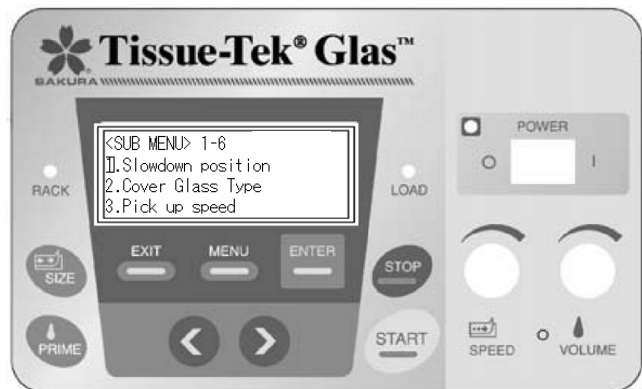 Tissue-Tek® Glas™
SAKURA
<SUB MENU> 1-6
1.Slowdown position
2.Cover Glass Type
3.Pick up speed
RACK
LOAD
EXIT
MENU
ENTER
SIZE
STOP
PRIME
START
POWER
O
I
SPEED
VOLUME